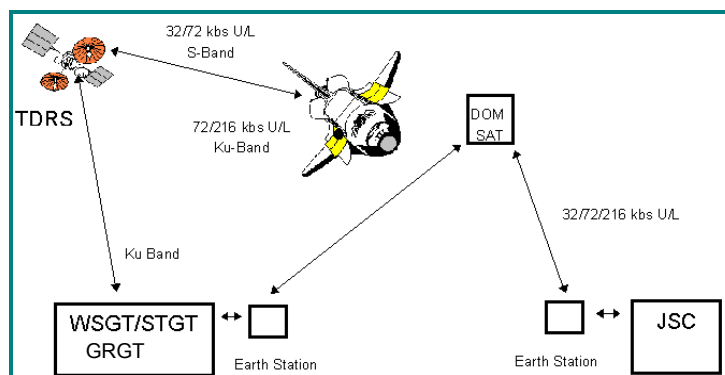 32/72 kbs U/L
S-Band
TDRS
72/216 kbs U/L
Ku-Band
DOM
SAT
32/72/216 kbs U/L
Ku Band
WSGT/STGT
GRGT
Earth Station
Earth Station
JSC